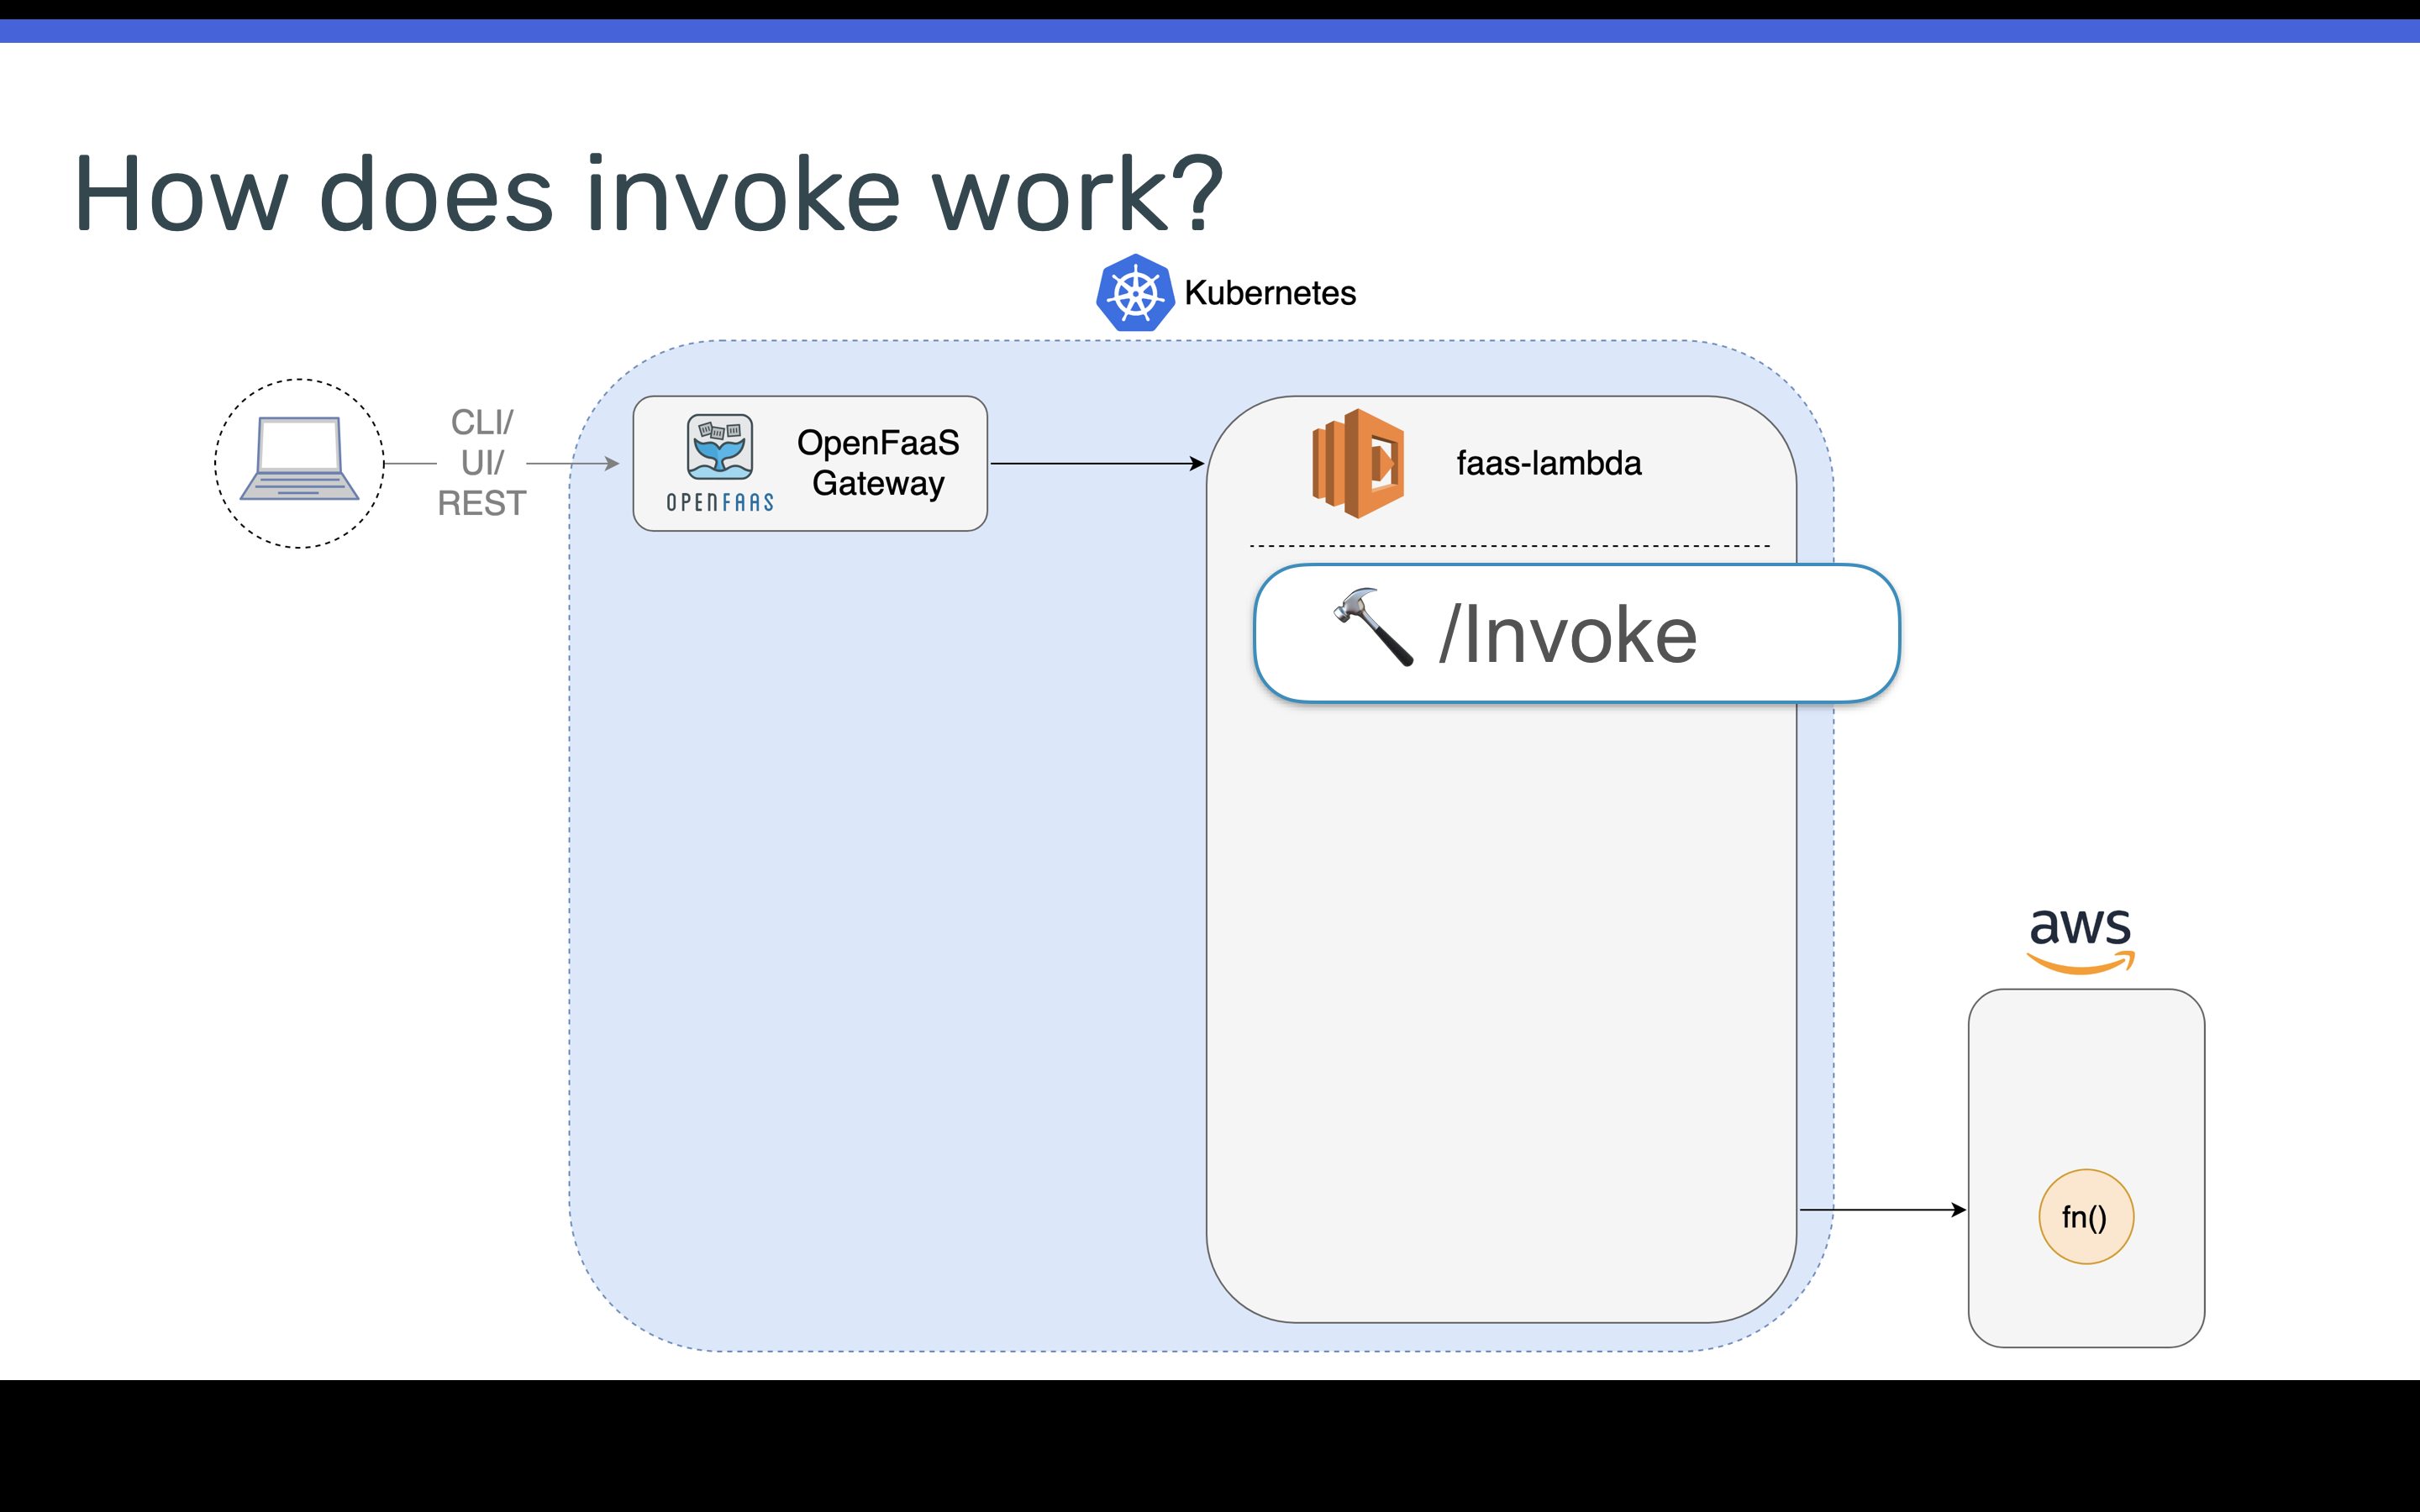 How does invoke work?
Kubernetes
CLI/
UI/
REST
OPENFAAS
OpenFaaS
Gateway
faas-lambda
/Invoke
aws
fn()